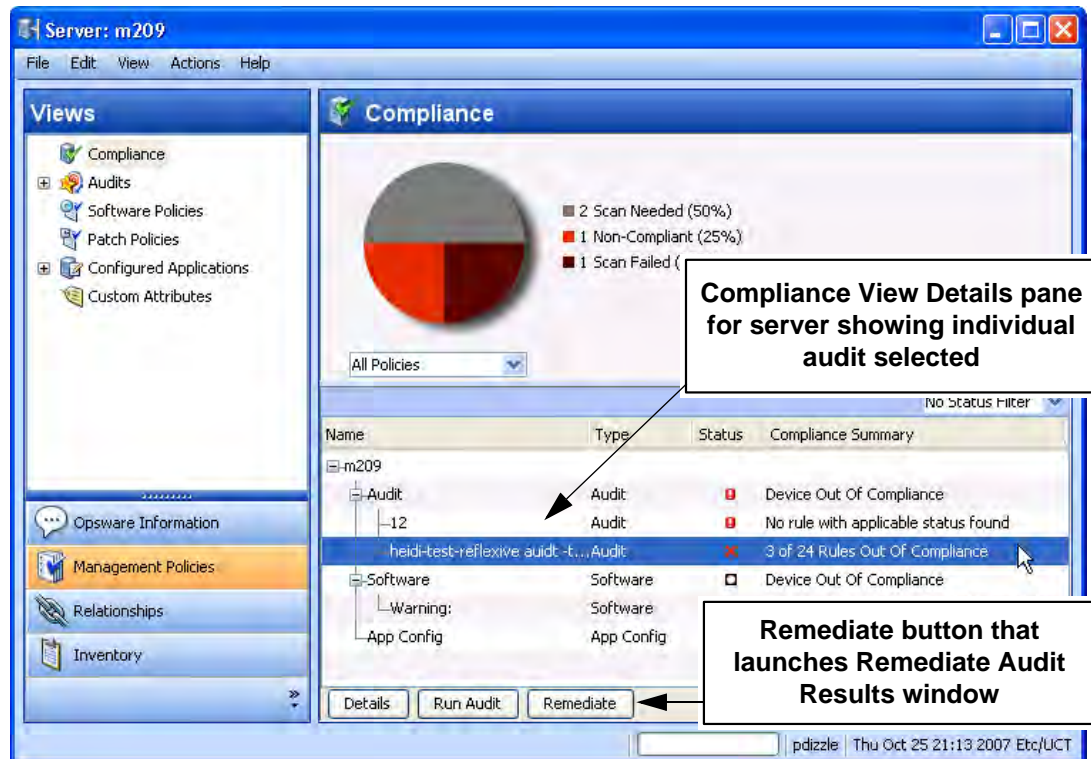 Server: m209
File Edit View Actions Help
Views
Compliance
Audits
Software Policies
Patch Policies
Configured Applications
Custom Attributes
Opsware Information
Management Policies
Relationships
Inventory
Compliance
2 Scan Needed (50%)
1 Non-Compliant (25%)
1 Scan Failed (
Compliance View Details pane
for server showing individual
audit selected
All Policies
No Status Filter
Name Type Status Compliance Summary
m209
Audit Audit Device Out Of Compliance
12 Audit No rule with applicable status found
heidi-test-reflexive auidt -t... Audit 3 of 24 Rules Out Of Compliance
Software Software Device Out Of Compliance
Warning: Software
App Config App Config
Remediate button that
launches Remediate Audit
Results window
Details Run Audit Remediate
pdizzle Thu Oct 25 21:13 2007 Etc/UCT